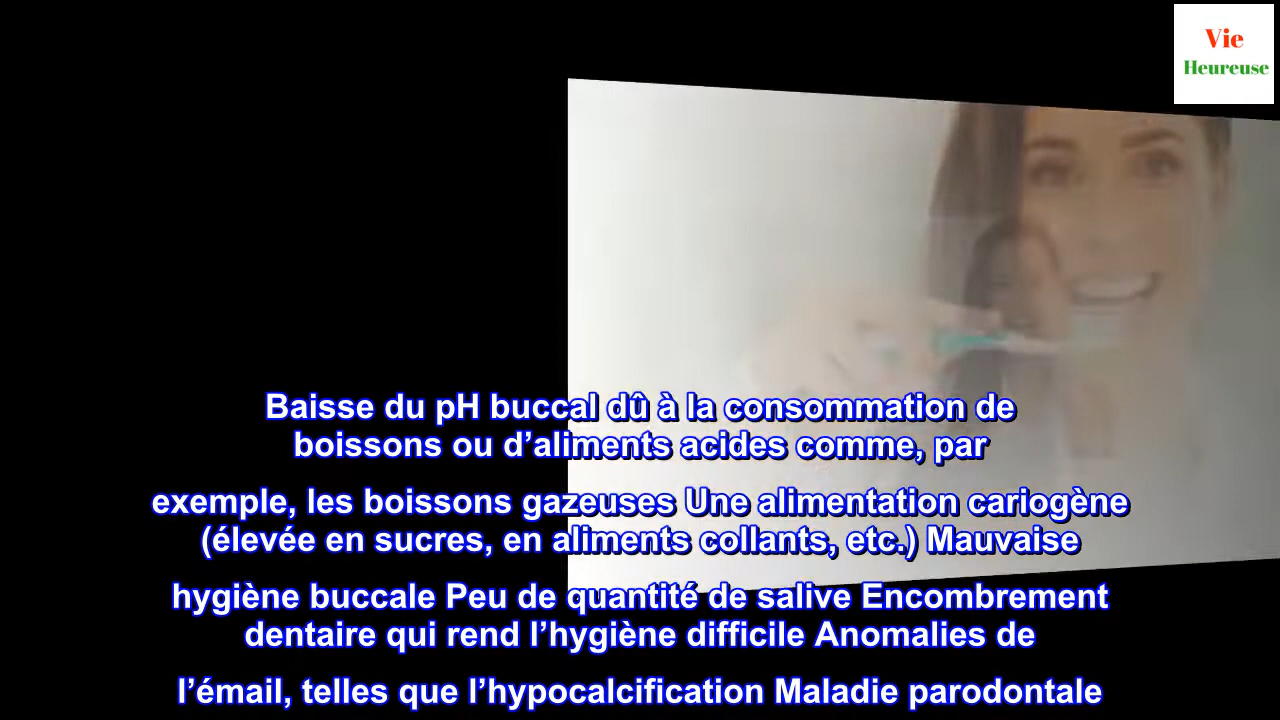 Vie
Heureuse
Baisse du pH buccal dû à la consommation de
boissons ou d’aliments acides comme, par
exemple, les boissons gazeuses Une alimentation cariogène
(élevée en sucres, en aliments collants, etc.) Mauvaise
hygiène buccale Peu de quantité de salive Encombrement
dentaire qui rend l’hygiène difficile Anomalies de
l’émail, telles que l’hypocalcification Maladie parodontale